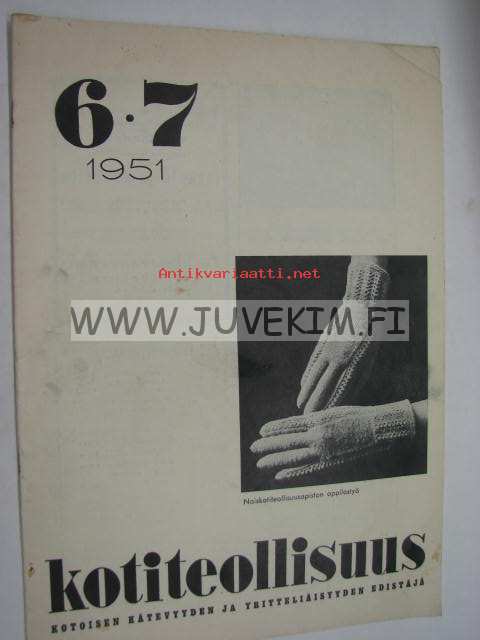 6·7
1951
Antikvariaatti.net
WWW.JUVEKIM.FI
Naiskotiteollisuusopiston oppilastyö
kotiteollisuus
KOTOISEN KÄTEVYYDEN JA YRITTELIÄISYYDEN EDISTÄJÄ